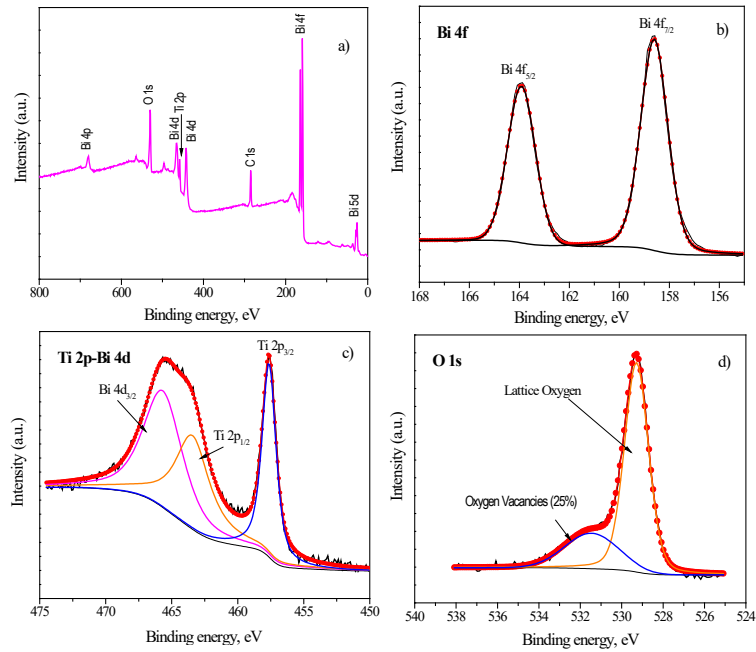 a)
Bi 4p
O 1s
Bi 4d
Ti 2p
Bi 4d
C 1s
Bi 4f
Bi 5d
Intensity (a.u.)
800 600 400 200 0
Binding energy, eV
Bi 4f
b)
Bi 4f5/2
Bi 4f7/2
Intensity (a.u.)
168 166 164 162 160 158 156
Binding energy, eV
Ti 2p-Bi 4d
c)
Ti 2p3/2
Bi 4d3/2
Ti 2p1/2
Intensity (a.u.)
475 470 465 460 455 450
Binding energy, eV
O 1s
d)
Lattice Oxygen
Oxygen Vacancies (25%)
Intensity (a.u.)
540 538 536 534 532 530 528 526 524
Binding energy, eV